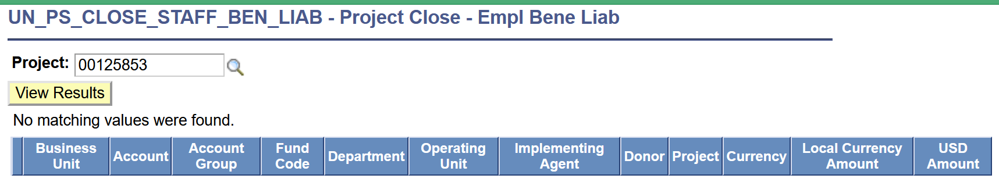 UN_PS_CLOSE_STAFF_BEN_LIAB - Project Close - Empl Bene Liab
Project: 00125853
View Results
No matching values were found.
Business Unit Account Account Group Fund Code Department Operating Unit Implementing Agent Donor Project Currency Local Currency Amount USD Amount